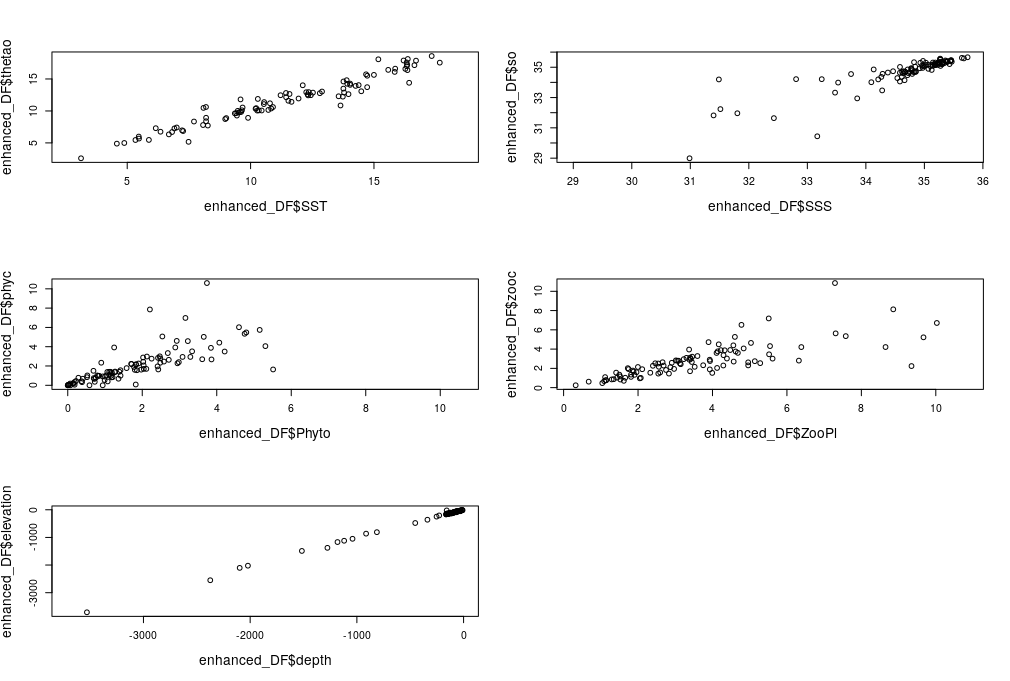 enhanced_DF$thetao
5 10 15
5 10 15
enhanced_DF$SST
enhanced_DF$so
29 31 33 35
29 30 31 32 33 34 35 36
enhanced_DF$SSS
enhanced_DF$phyc
0 2 4 6 8 10
0 2 4 6 8 10
enhanced_DF$Phyto
enhanced_DF$zooc
0 2 4 6 8 10
0 2 4 6 8 10
enhanced_DF$ZooPl
enhanced_DF$elevation
-3000 -1000 0
-3000 -2000 -1000 0
enhanced_DF$depth